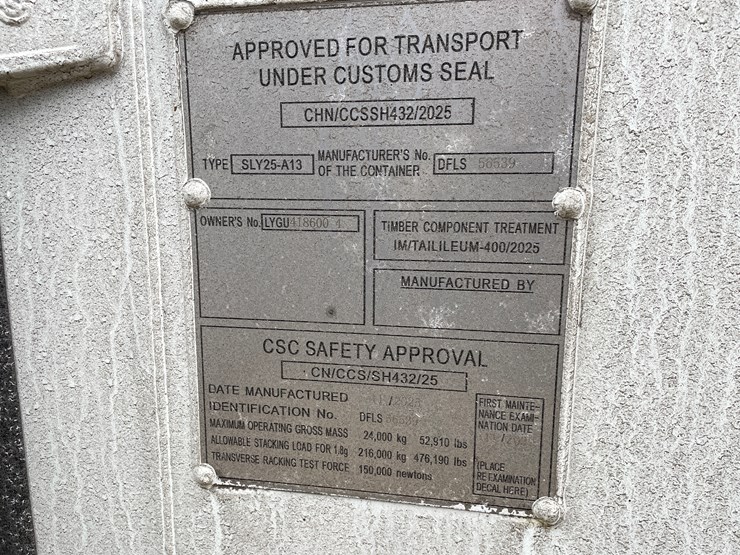 APPROVED FOR TRANSPORT
UNDER CUSTOMS SEAL
CHN/CCSSH432/2025
TYPE SLY25-A13 MANUFACTURER'S No. OF THE CONTAINER DFLS
OWNER'S No. LYGU418600 4
TIMBER COMPONENT TREATMENT
IM/TAILILEUM-400/2025
MANUFACTURED BY
CSC SAFETY APPROVAL
CN/CCS/SH432/25
DATE MANUFACTURED
IDENTIFICATION No. DFLS
MAXIMUM OPERATING GROSS MASS 24,000 kg 52,910 lbs
ALLOWABLE STACKING LOAD FOR 1.8g 216,000 kg 476,190 lbs
TRANSVERSE RACKING TEST FORCE 150,000 newtons
FIRST MAINTE-
NANCE EXAMI-
NATION DATE
(PLACE
REEXAMINATION
DECAL HERE)